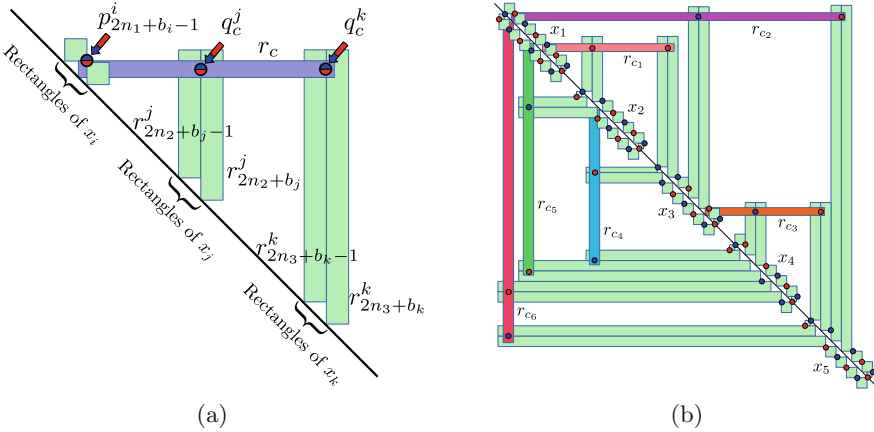 p^i_{2n_1+b_i−1}
q^j_c
q^k_c
r_c
Rectangles of x_i
r^j_{2n_2+b_j−1}
r^j_{2n_2+b_j}
Rectangles of x_j
r^k_{2n_3+b_k−1}
r^k_{2n_3+b_k}
Rectangles of x_k
(a)
x_1
r_{c_1}
r_{c_2}
x_2
r_{c_5}
r_{c_4}
x_3
r_{c_3}
x_4
r_{c_6}
x_5
(b)